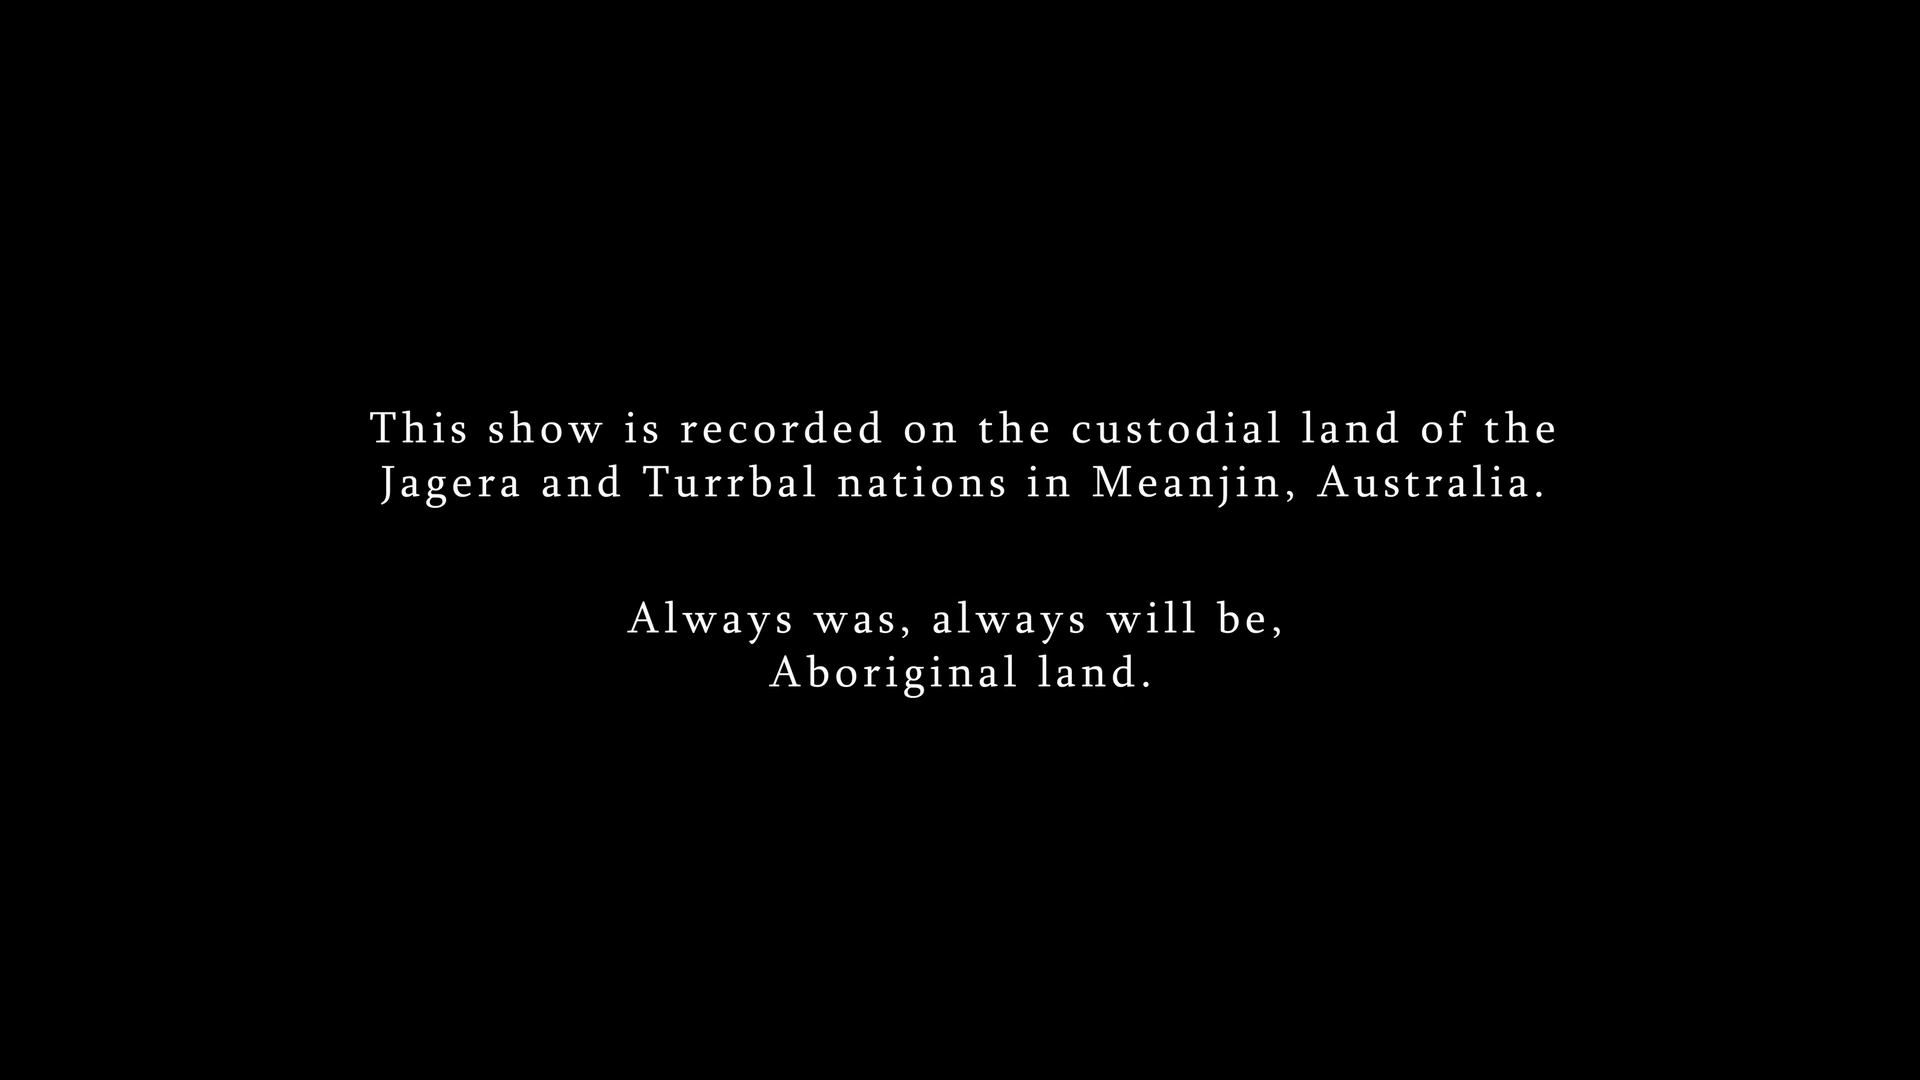 This show is recorded on the custodial land of the
Jagera and Turrbal nations in Meanjin, Australia.
Always was, always will be,
Aboriginal land.